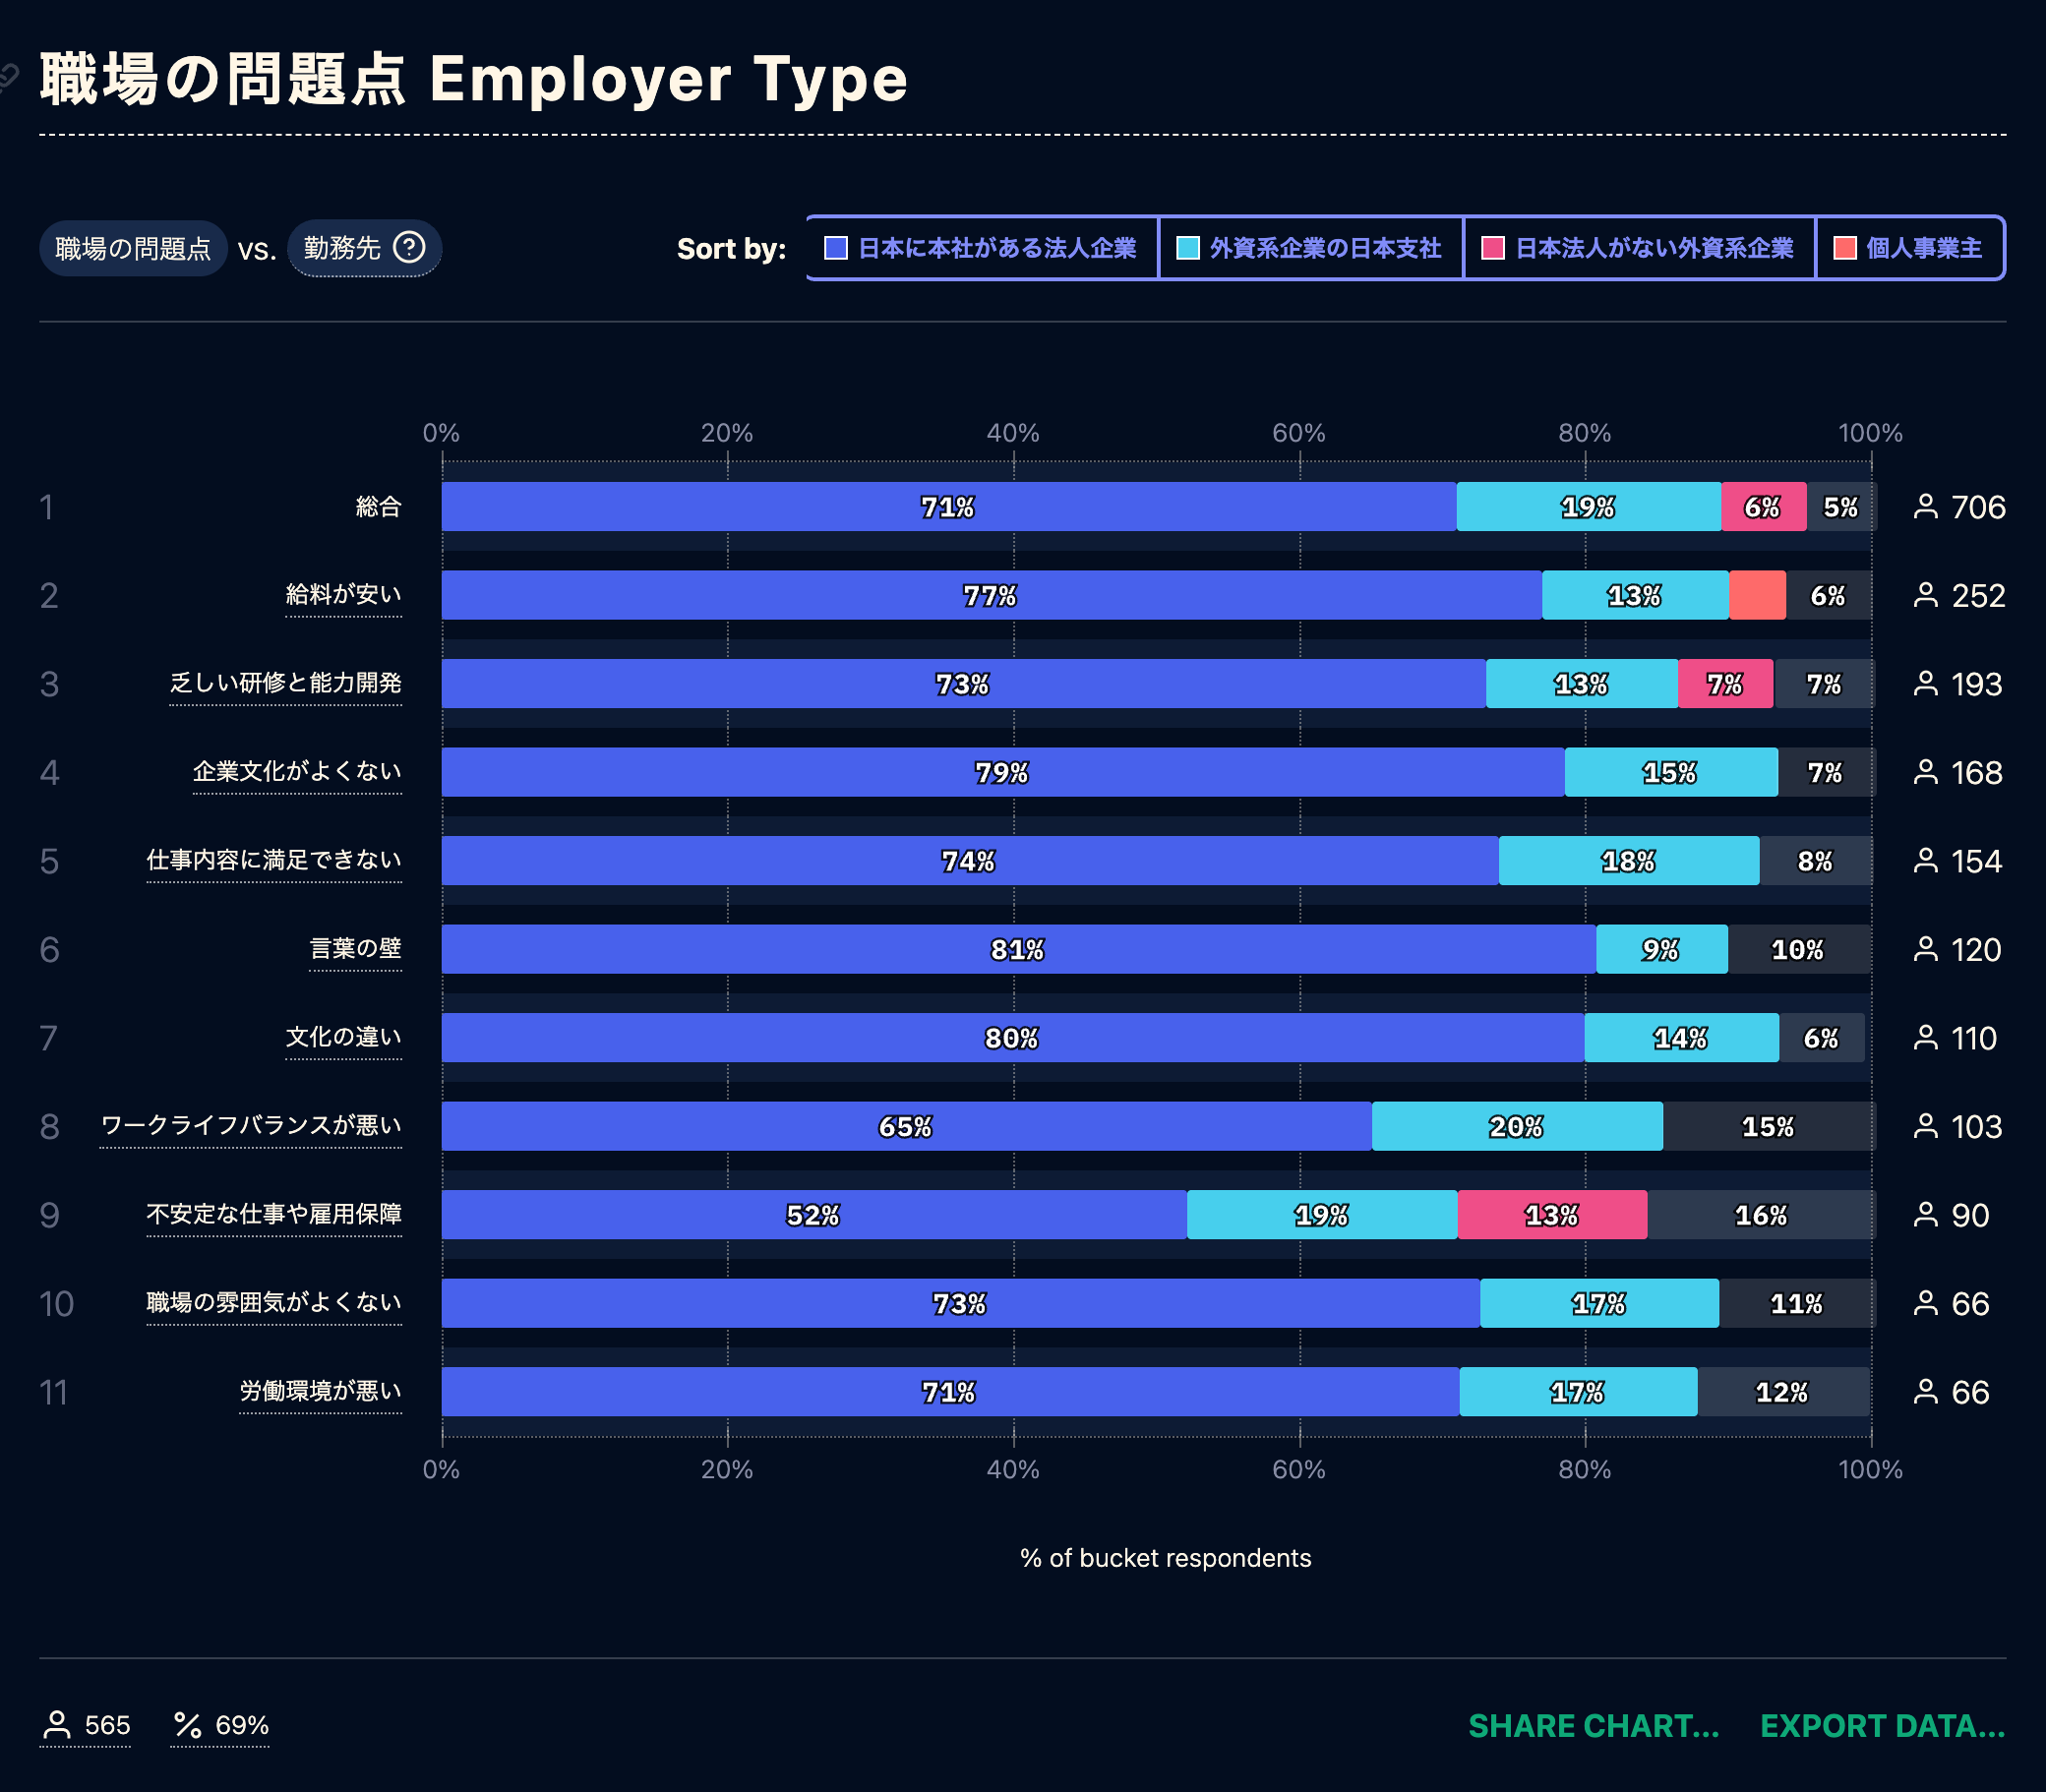 職場の問題点 Employer Type
職場の問題点 vs. 勤務先 ?
Sort by: 日本に本社がある法人企業 外資系企業の日本支社 日本法人がない外資系企業 個人事業主
0% 20% 40% 60% 80% 100%
1 総合 71% 19% 6% 5% 706
2 給料が安い 77% 13% 6% 252
3 乏しい研修と能力開発 73% 13% 7% 7% 193
4 企業文化がよくない 79% 15% 7% 168
5 仕事内容に満足できない 74% 18% 8% 154
6 言葉の壁 81% 9% 10% 120
7 文化の違い 80% 14% 6% 110
8 ワークライフバランスが悪い 65% 20% 15% 103
9 不安定な仕事や雇用保障 52% 19% 13% 16% 90
10 職場の雰囲気がよくない 73% 17% 11% 66
11 労働環境が悪い 71% 17% 12% 66
0% 20% 40% 60% 80% 100%
% of bucket respondents
565 69% SHARE CHART... EXPORT DATA...